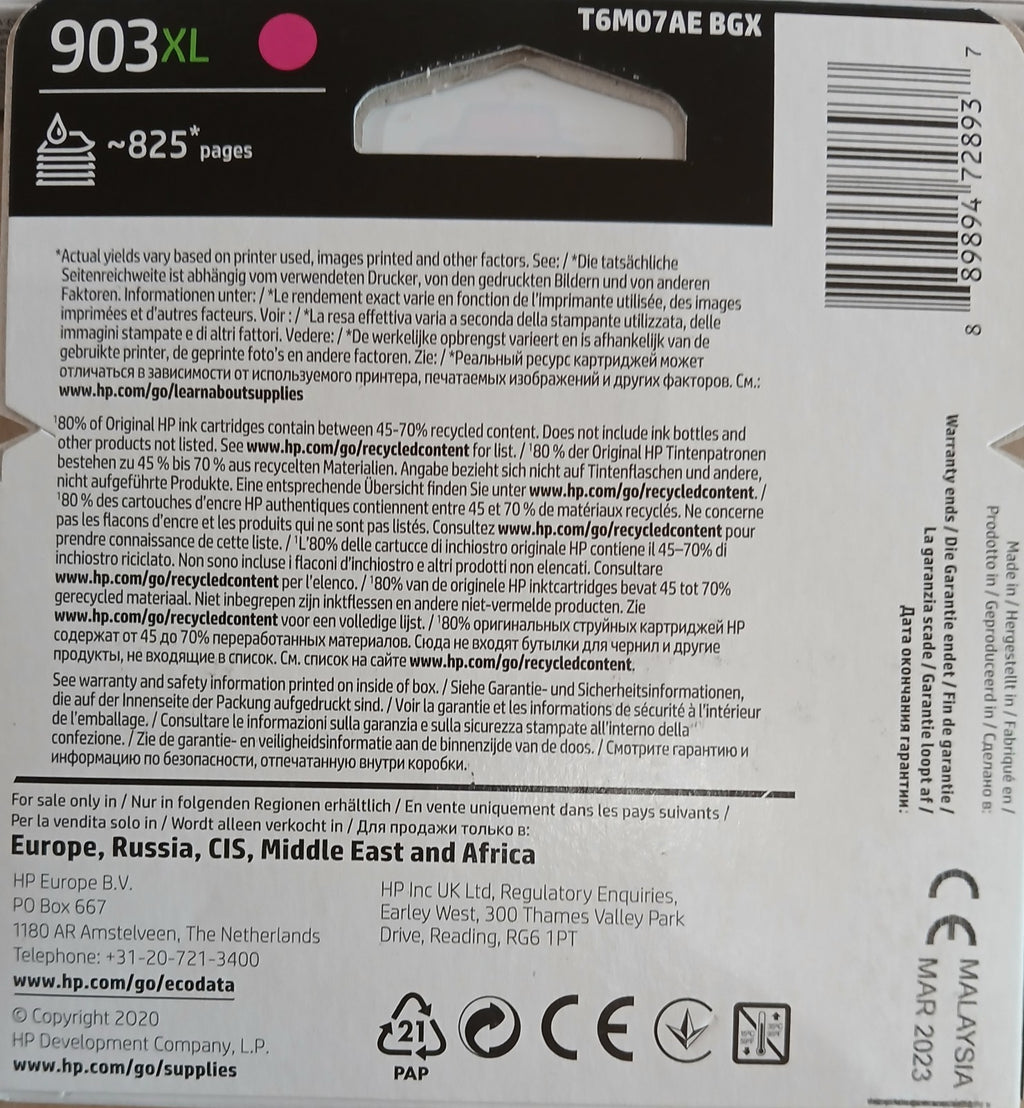 903XL
T6M07AE BGX
~825* pages
*Actual yields vary based on printer used, images printed and other factors. See: / *Die tatsächliche
Seitenreichweite ist abhängig vom verwendeten Drucker, von den gedruckten Bildern und von anderen
Faktoren. Informationen unter: / *Le rendement exact varie en fonction de l'imprimante utilisée, des images
imprimées et d'autres facteurs. Voir : / *La resa effettiva varia a seconda della stampante utilizzata, delle
immagini stampate e di altri fattori. Vedere: / *De werkelijke opbrengst varieert en is afhankelijk van de
gebruikte printer, de geprinte foto's en andere factoren. Zie: / *Реальный ресурс картриджей может
отличаться в зависимости от используемого принтера, печатаемых изображений и других факторов. См.:
www.hp.com/go/learnaboutsupplies
¹80% of Original HP ink cartridges contain between 45-70% recycled content. Does not include ink bottles and
other products not listed. See www.hp.com/go/recycledcontent for list. / ¹80 % der Original HP Tintenpatronen
bestehen zu 45 % bis 70 % aus recycelten Materialien. Angabe bezieht sich nicht auf Tintenflaschen und andere,
nicht aufgeführte Produkte. Eine entsprechende Übersicht finden Sie unter www.hp.com/go/recycledcontent. /
¹80 % des cartouches d'encre HP authentiques contiennent entre 45 et 70 % de matériaux recyclés. Ne concerne
pas les flacons d'encre et les produits qui ne sont pas listés. Consultez www.hp.com/go/recycledcontent pour
prendre connaissance de cette liste. / ¹L'80% delle cartucce di inchiostro originale HP contiene il 45–70% di
inchiostro riciclato. Non sono incluse i flaconi d'inchiostro e altri prodotti non elencati. Consultare
www.hp.com/go/recycledcontent per l'elenco. / ¹80% van de originele HP inktcartridges bevat 45 tot 70%
gerecycled materiaal. Niet inbegrepen zijn inktflessen en andere niet-vermelde producten. Zie
www.hp.com/go/recycledcontent voor een volledige lijst. / ¹80% оригинальных струйных картриджей HP
содержат от 45 до 70% переработанных материалов. Сюда не входят бутылки для чернил и другие
продукты, не входящие в список. См. список на сайте www.hp.com/go/recycledcontent.
See warranty and safety information printed on inside of box. / Siehe Garantie- und Sicherheitsinformationen,
die auf der Innenseite der Packung aufgedruckt sind. / Voir la garantie et les informations de sécurité à l'intérieur
de l'emballage. / Consultare le informazioni sulla garanzia e sulla sicurezza stampate all'interno della
confezione. / Zie de garantie- en veiligheidsinformatie aan de binnenzijde van de doos. / Смотрите гарантию и
информацию по безопасности, отпечатанную внутри коробки.
For sale only in / Nur in folgenden Regionen erhältlich / En vente uniquement dans les pays suivants /
Per la vendita solo in / Wordt alleen verkocht in / Для продажи только в:
Europe, Russia, CIS, Middle East and Africa
HP Europe B.V.
PO Box 667
1180 AR Amstelveen, The Netherlands
Telephone: +31-20-721-3400
www.hp.com/go/ecodata
© Copyright 2020
HP Development Company, L.P.
www.hp.com/go/supplies
HP Inc UK Ltd, Regulatory Enquiries,
Earley West, 300 Thames Valley Park
Drive, Reading, RG6 1PT
21
PAP
CE
7 72893 89894 8
Made in / Hergestellt in / Fabriqué en /
Prodotto in / Geproduceerd in / Сделано в:
Warranty ends / Die Garantie endet / Fin de garantie /
La garanzia scade / Garantie loopt af /
Дата окончания гарантии:
CE
MALAYSIA
MAR 2023